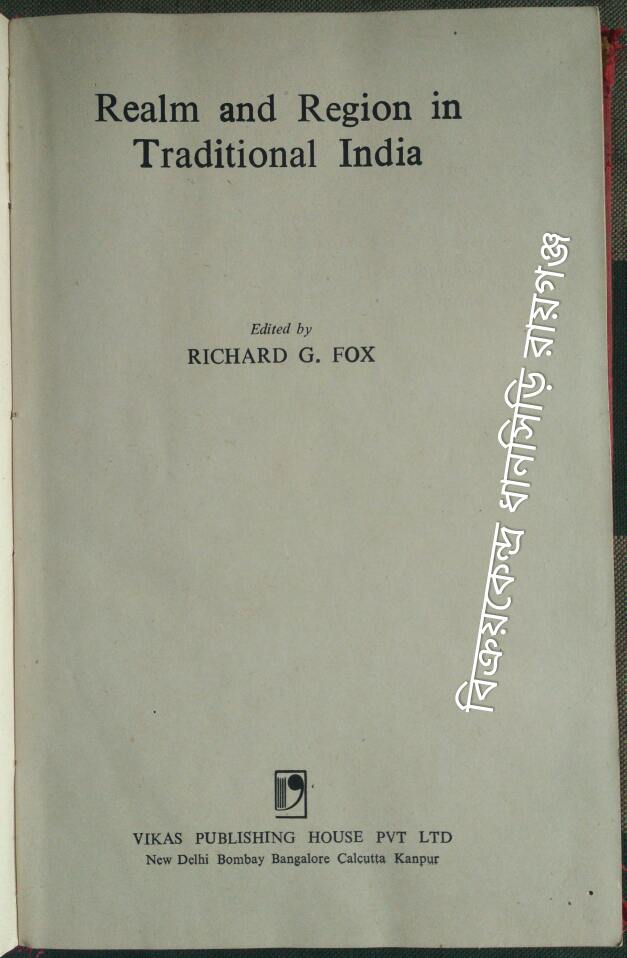 Realm and Region in
Traditional India
Edited by
RICHARD G. FOX
বিক্রয়কেন্দ্র ধানসিড়ি রায়গঞ্জ
VIKAS PUBLISHING HOUSE PVT LTD
New Delhi Bombay Bangalore Calcutta Kanpur